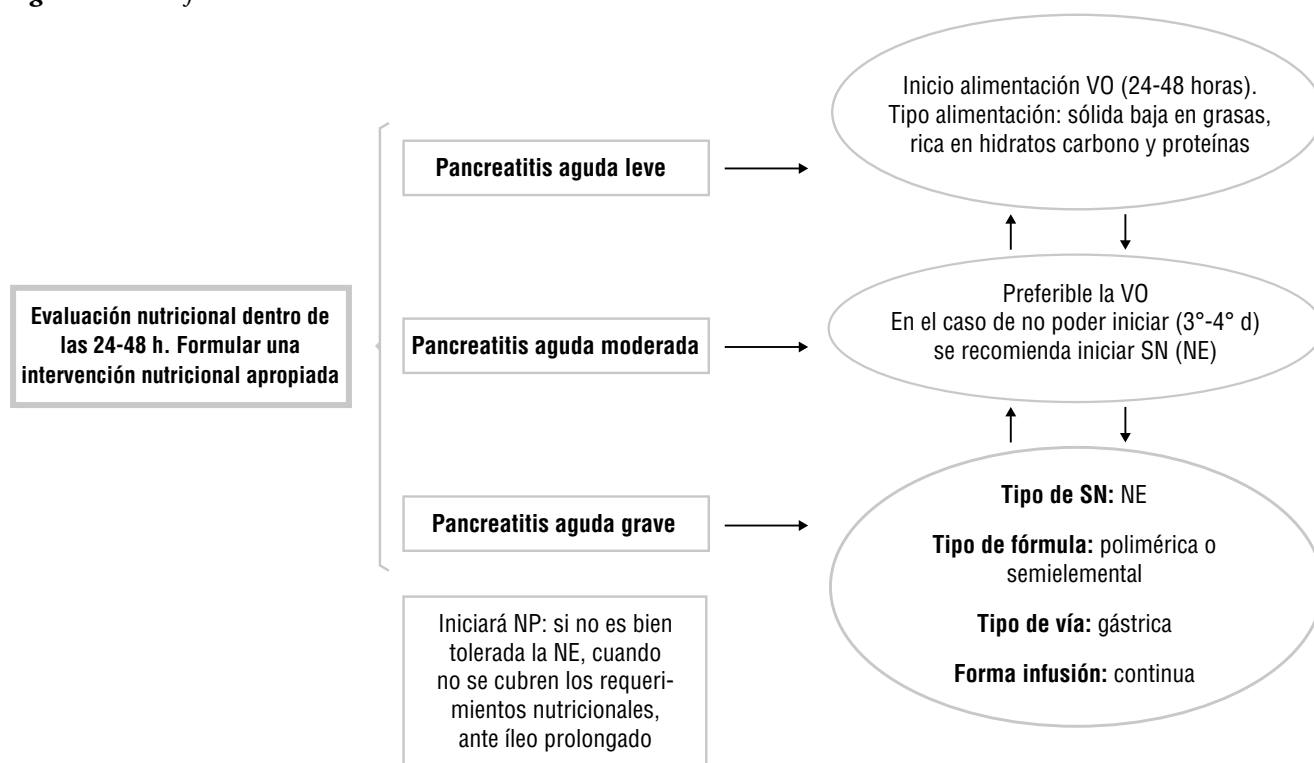 Inicio alimentación VO (24-48 horas).
Tipo alimentación: sólida baja en grasas,
rica en hidratos carbono y proteínas
Pancreatitis aguda leve
Preferible la VO
En el caso de no poder iniciar (3°-4° d)
se recomienda iniciar SN (NE)
Evaluación nutricional dentro de
las 24-48 h. Formular una
intervención nutricional apropiada
Pancreatitis aguda moderada
Tipo de SN: NE
Tipo de fórmula: polimérica o
semielemental
Tipo de vía: gástrica
Forma infusión: continua
Pancreatitis aguda grave
Iniciará NP: si no es bien
tolerada la NE, cuando
no se cubren los requeri-
mientos nutricionales,
ante íleo prolongado